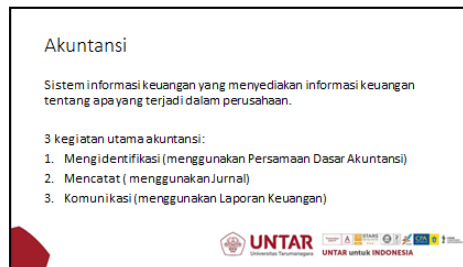 Akuntansi
Sistem informasi keuangan yang menyediakan informasi keuangan
tentang apa yang terjadi dalam perusahaan.
3 kegiatan utama akuntansi:
1. Mengidentifikasi (menggunakan Persamaan Dasar Akuntansi)
2. Mencatat ( menggunakan Jurnal)
3. Komunikasi (menggunakan Laporan Keuangan)
UNTAR
Universitas Tarumanagara
UNTAR untuk INDONESIA